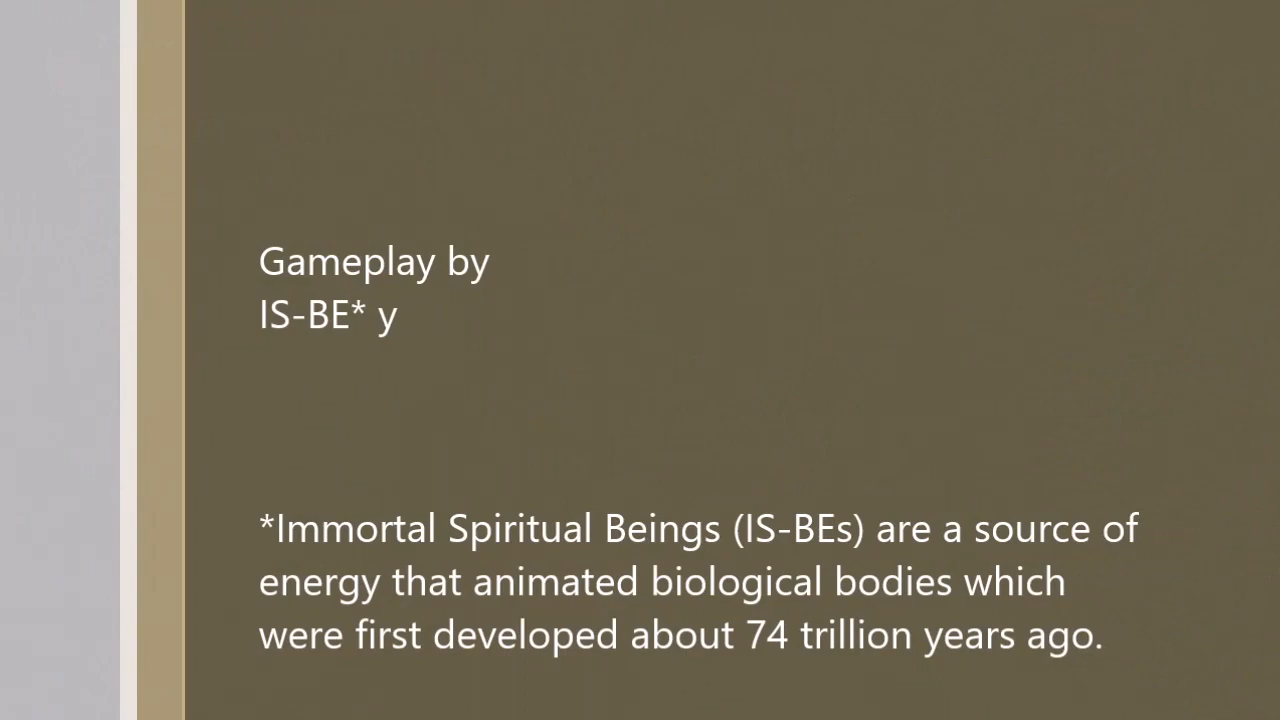 Gameplay by
IS-BE* y
*Immortal Spiritual Beings (IS-BEs) are a source of
energy that animated biological bodies which
were first developed about 74 trillion years ago.